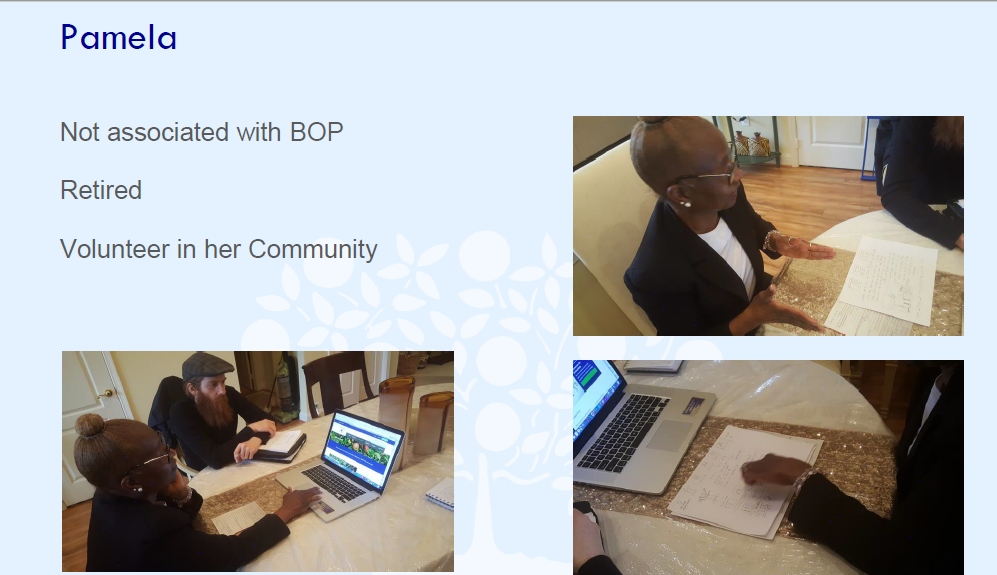 Pamela
Not associated with BOP
Retired
Volunteer in her Community